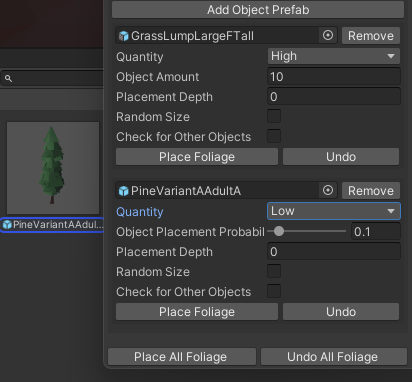 Add Object Prefab
GrassLumpLargeFTall
Remove
Quantity
High
Object Amount
10
Placement Depth
0
Random Size
Check for Other Objects
Place Foliage
Undo
PineVariantAAdultA
Remove
Quantity
Low
Object Placement Probabil
0.1
Placement Depth
0
Random Size
Check for Other Objects
Place Foliage
Undo
Place All Foliage
Undo All Foliage
PineVariantAAdul...